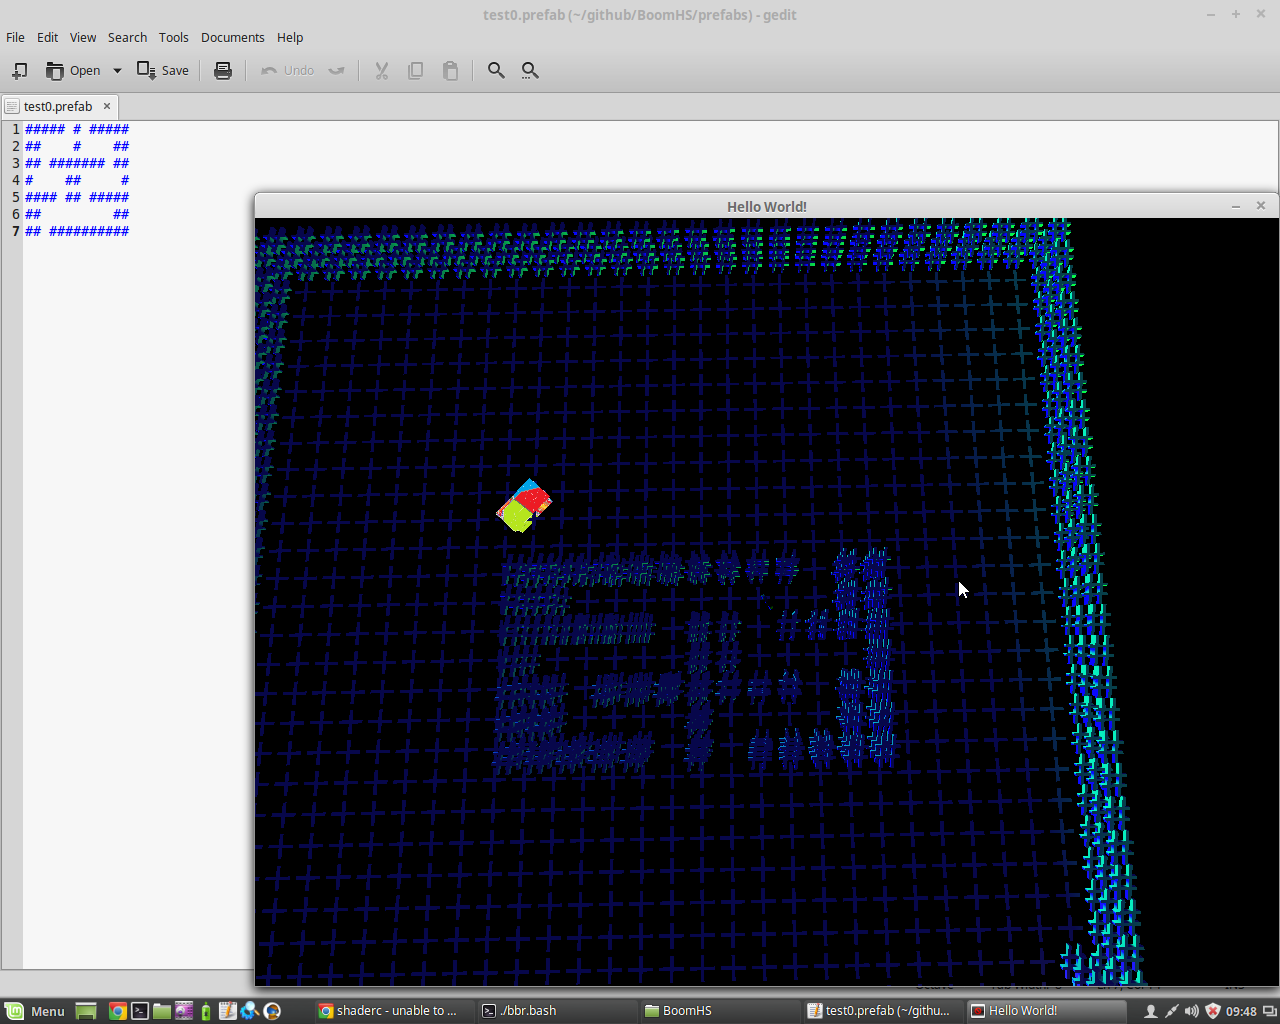 test0.prefab (~/github/BoomHS/prefabs) - gedit
File Edit View Search Tools Documents Help
Open Save Undo
test0.prefab
1 ##### # #####
2 ##    #    ##
3 ## ####### ##
4 #    ##     #
5 #### ## #####
6 ##         ##
7 ## ##########
Hello World!
Menu shaderc - unable to ... ./bbr.bash BoomHS test0.prefab (~/githu... Hello World! 09:48